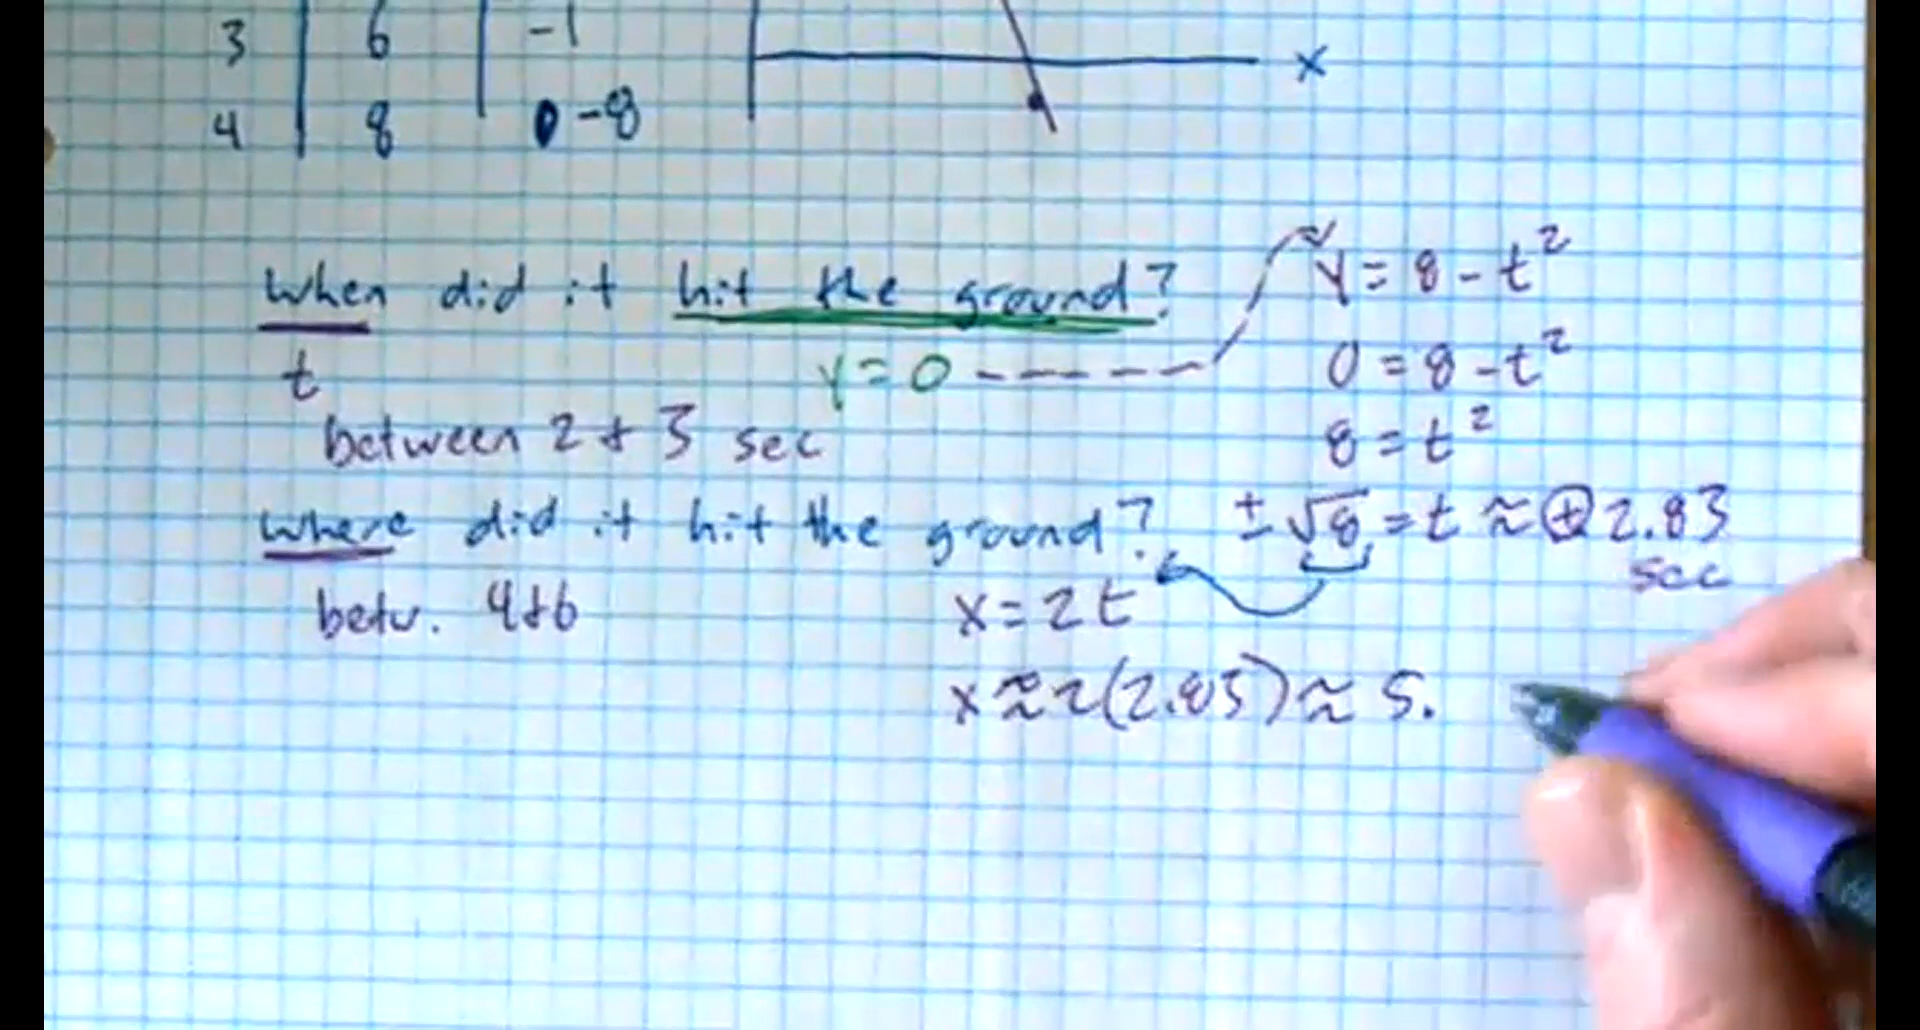 3 6 -1
x
4 8 -8
When did it hit the ground?
y = 8 - t²
t
y = 0
0 = 8 - t²
between 2 + 3 sec
8 = t²
where did it hit the ground?
± √8 = t ≈ + 2.83
sec
betw. 4+6
x = 2t
x ≈ 2(2.83) ≈ 5.